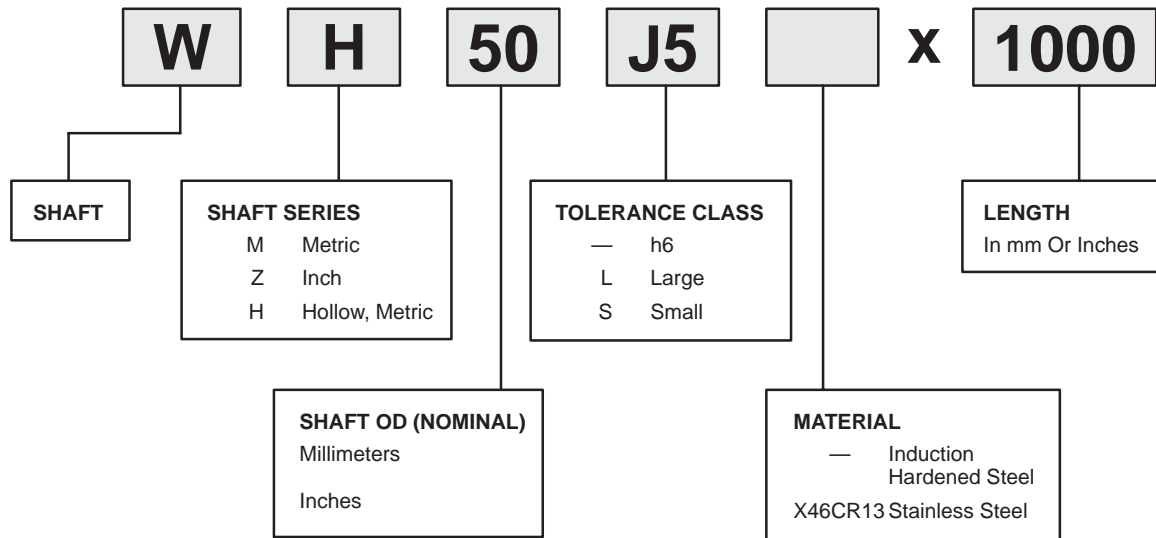 W H 50 J5 x 1000
SHAFT
SHAFT SERIES
M Metric
Z Inch
H Hollow, Metric
TOLERANCE CLASS
— h6
L Large
S Small
LENGTH
In mm Or Inches
SHAFT OD (NOMINAL)
Millimeters
Inches
MATERIAL
— Induction
Hardened Steel
X46CR13 Stainless Steel